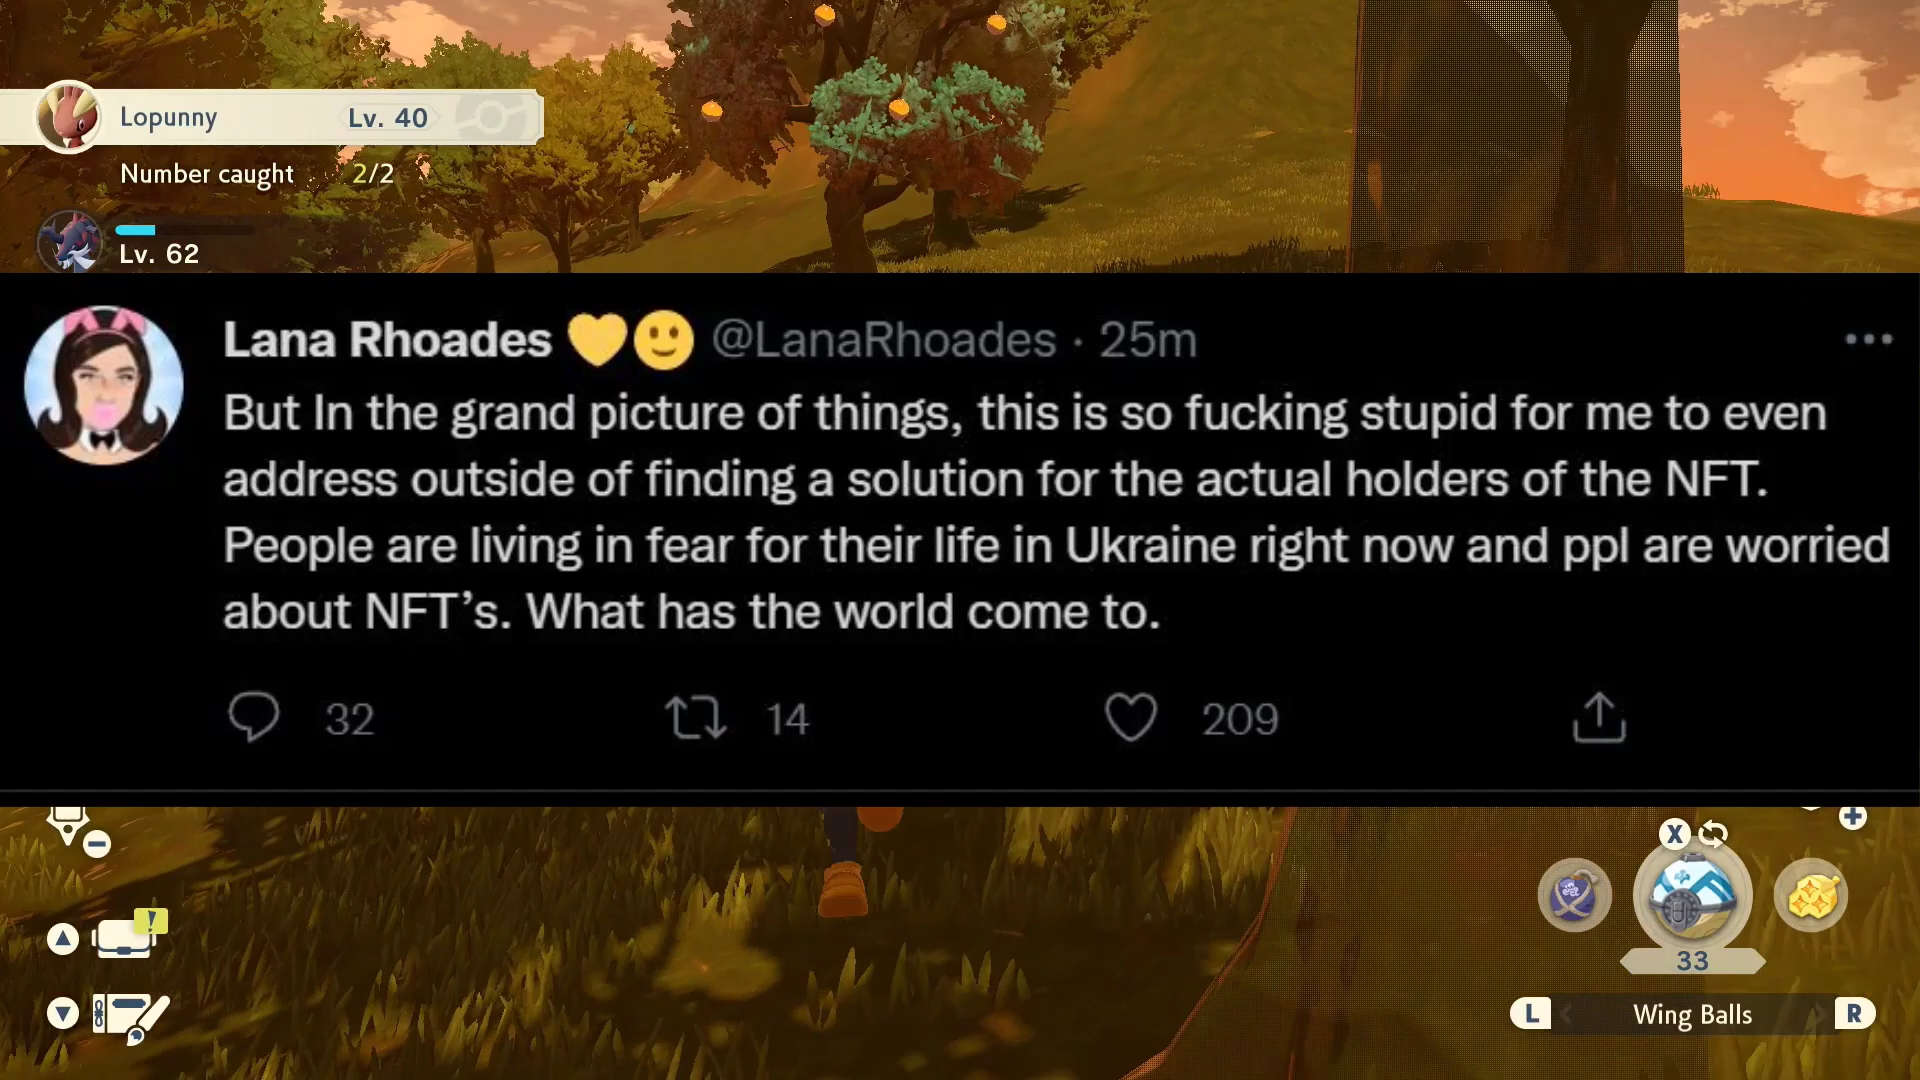 Lopunny Lv. 40
Number caught 2/2
Lv. 62
Lana Rhoades 💛🙂 @LanaRhoades · 25m
But In the grand picture of things, this is so fucking stupid for me to even
address outside of finding a solution for the actual holders of the NFT.
People are living in fear for their life in Ukraine right now and ppl are worried
about NFT’s. What has the world come to.
32 14 209
X
33
L Wing Balls R